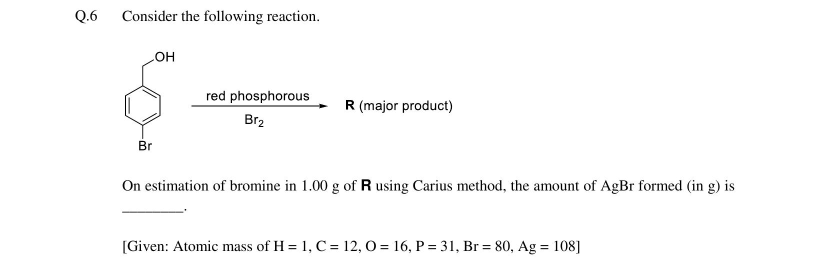 Q.6 Consider the following reaction.
OH
red phosphorous
R (major product)
Br2
Br
On estimation of bromine in 1.00 g of R using Carius method, the amount of AgBr formed (in g) is
________.
[Given: Atomic mass of H = 1, C = 12, O = 16, P = 31, Br = 80, Ag = 108]